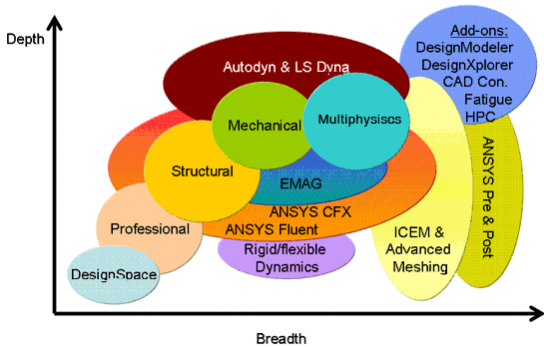 Depth
Add-ons:
DesignModeler
DesignXplorer
CAD Con.
Fatigue
HPC
Autodyn & LS Dyna
Mechanical
Multiphysisos
Structural
EMAG
ANSYS CFX
ANSYS Fluent
Professional
Rigid/flexible
Dynamics
DesignSpace
ICEM &
Advanced
Meshing
ANSYS Pre & Post
Breadth